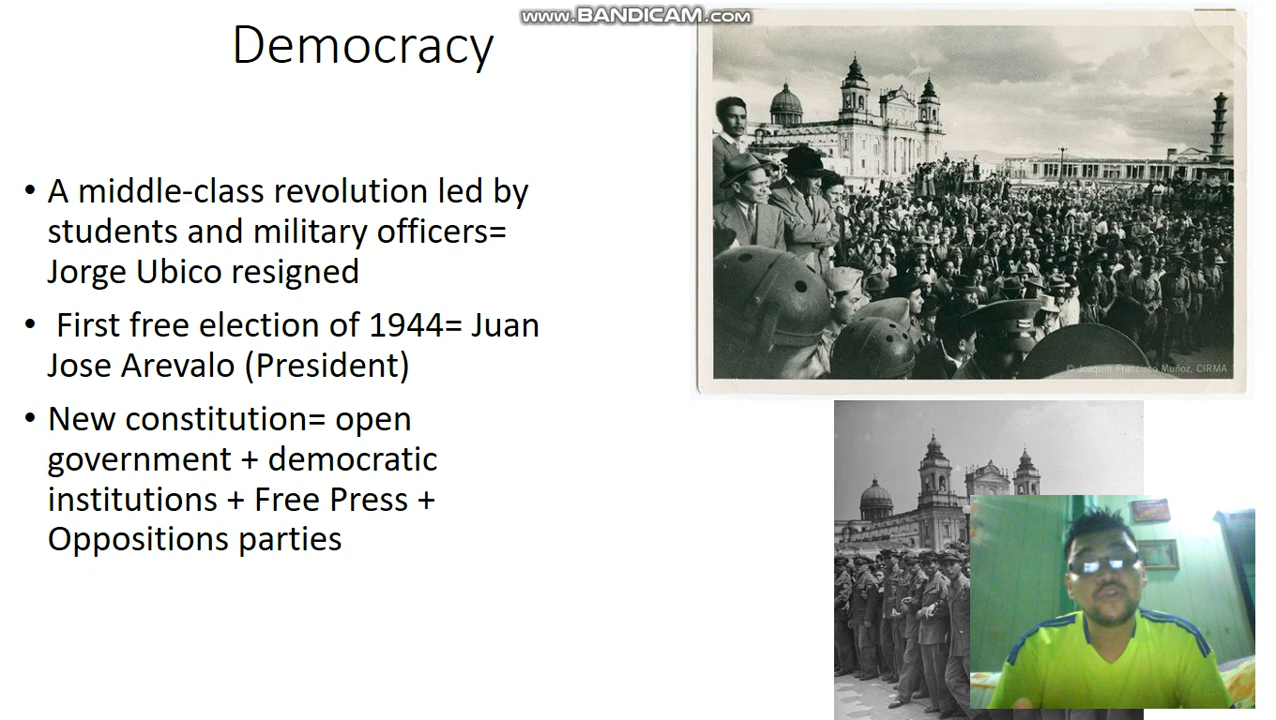 www.BANDICAM.com
Democracy
• A middle-class revolution led by
students and military officers=
Jorge Ubico resigned
• First free election of 1944= Juan
Jose Arevalo (President)
• New constitution= open
government + democratic
institutions + Free Press +
Oppositions parties
© Joaquín Francisco Muñoz, CIRMA